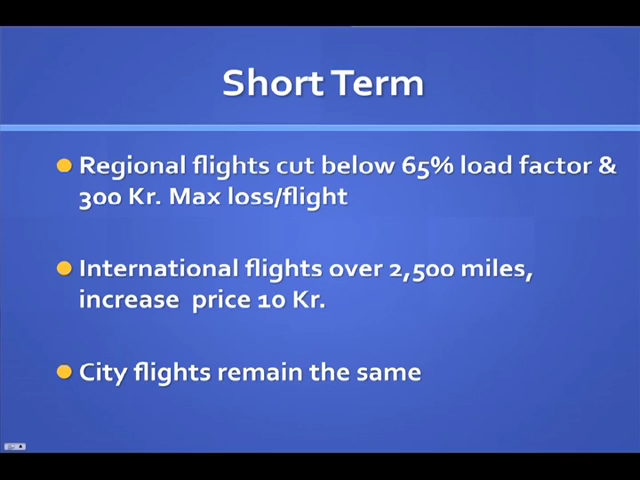 Short Term
Regional flights cut below 65% load factor &
300 Kr. Max loss/flight
International flights over 2,500 miles,
increase  price 10 Kr.
City flights remain the same